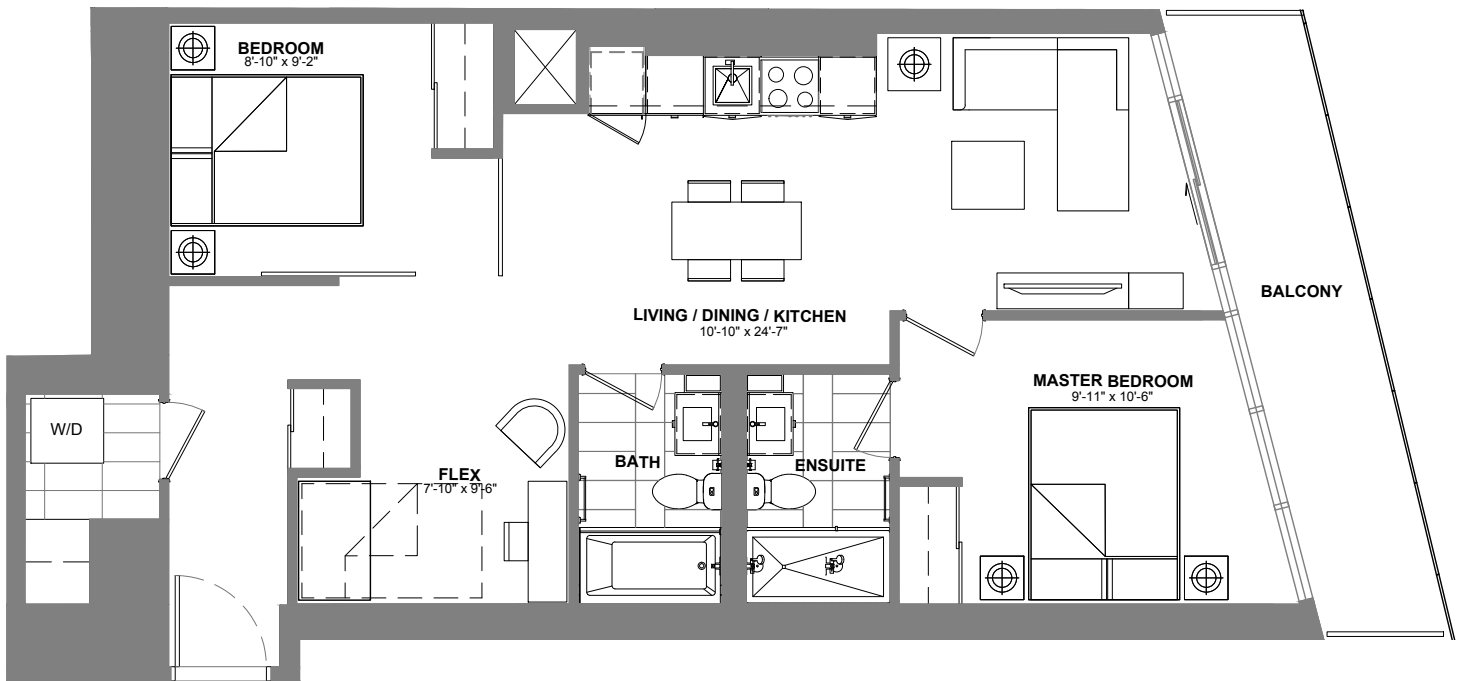 BEDROOM
8'-10" x 9'-2"
BALCONY
LIVING / DINING / KITCHEN
10'-10" x 24'-7"
MASTER BEDROOM
9'-11" x 10'-6"
W/D
BATH
ENSUITE
FLEX
7'-10" x 9'-6"